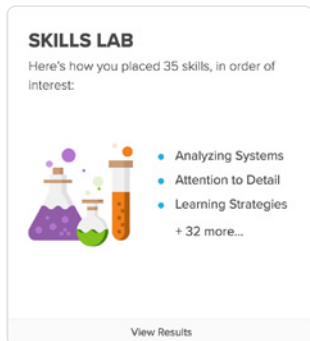 SKILLS LAB
Here's how you placed 35 skills, in order of
interest:
Analyzing Systems
Attention to Detail
Learning Strategies
+ 32 more...
View Results